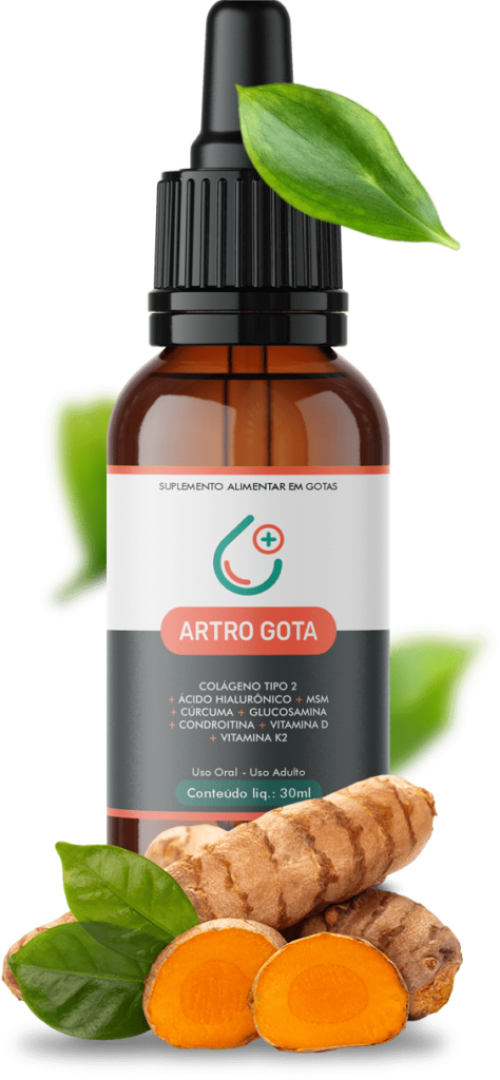 SUPLEMENTO ALIMENTAR EM GOTAS
ARTRO GOTA
COLÁGENO TIPO 2
+ ÁCIDO HIALURÔNICO + MSM
+ CÚRCUMA + GLUCOSAMINA
+ CONDROITINA + VITAMINA D
+ VITAMINA K2
Uso Oral - Uso Adulto
Conteúdo liq.: 30ml